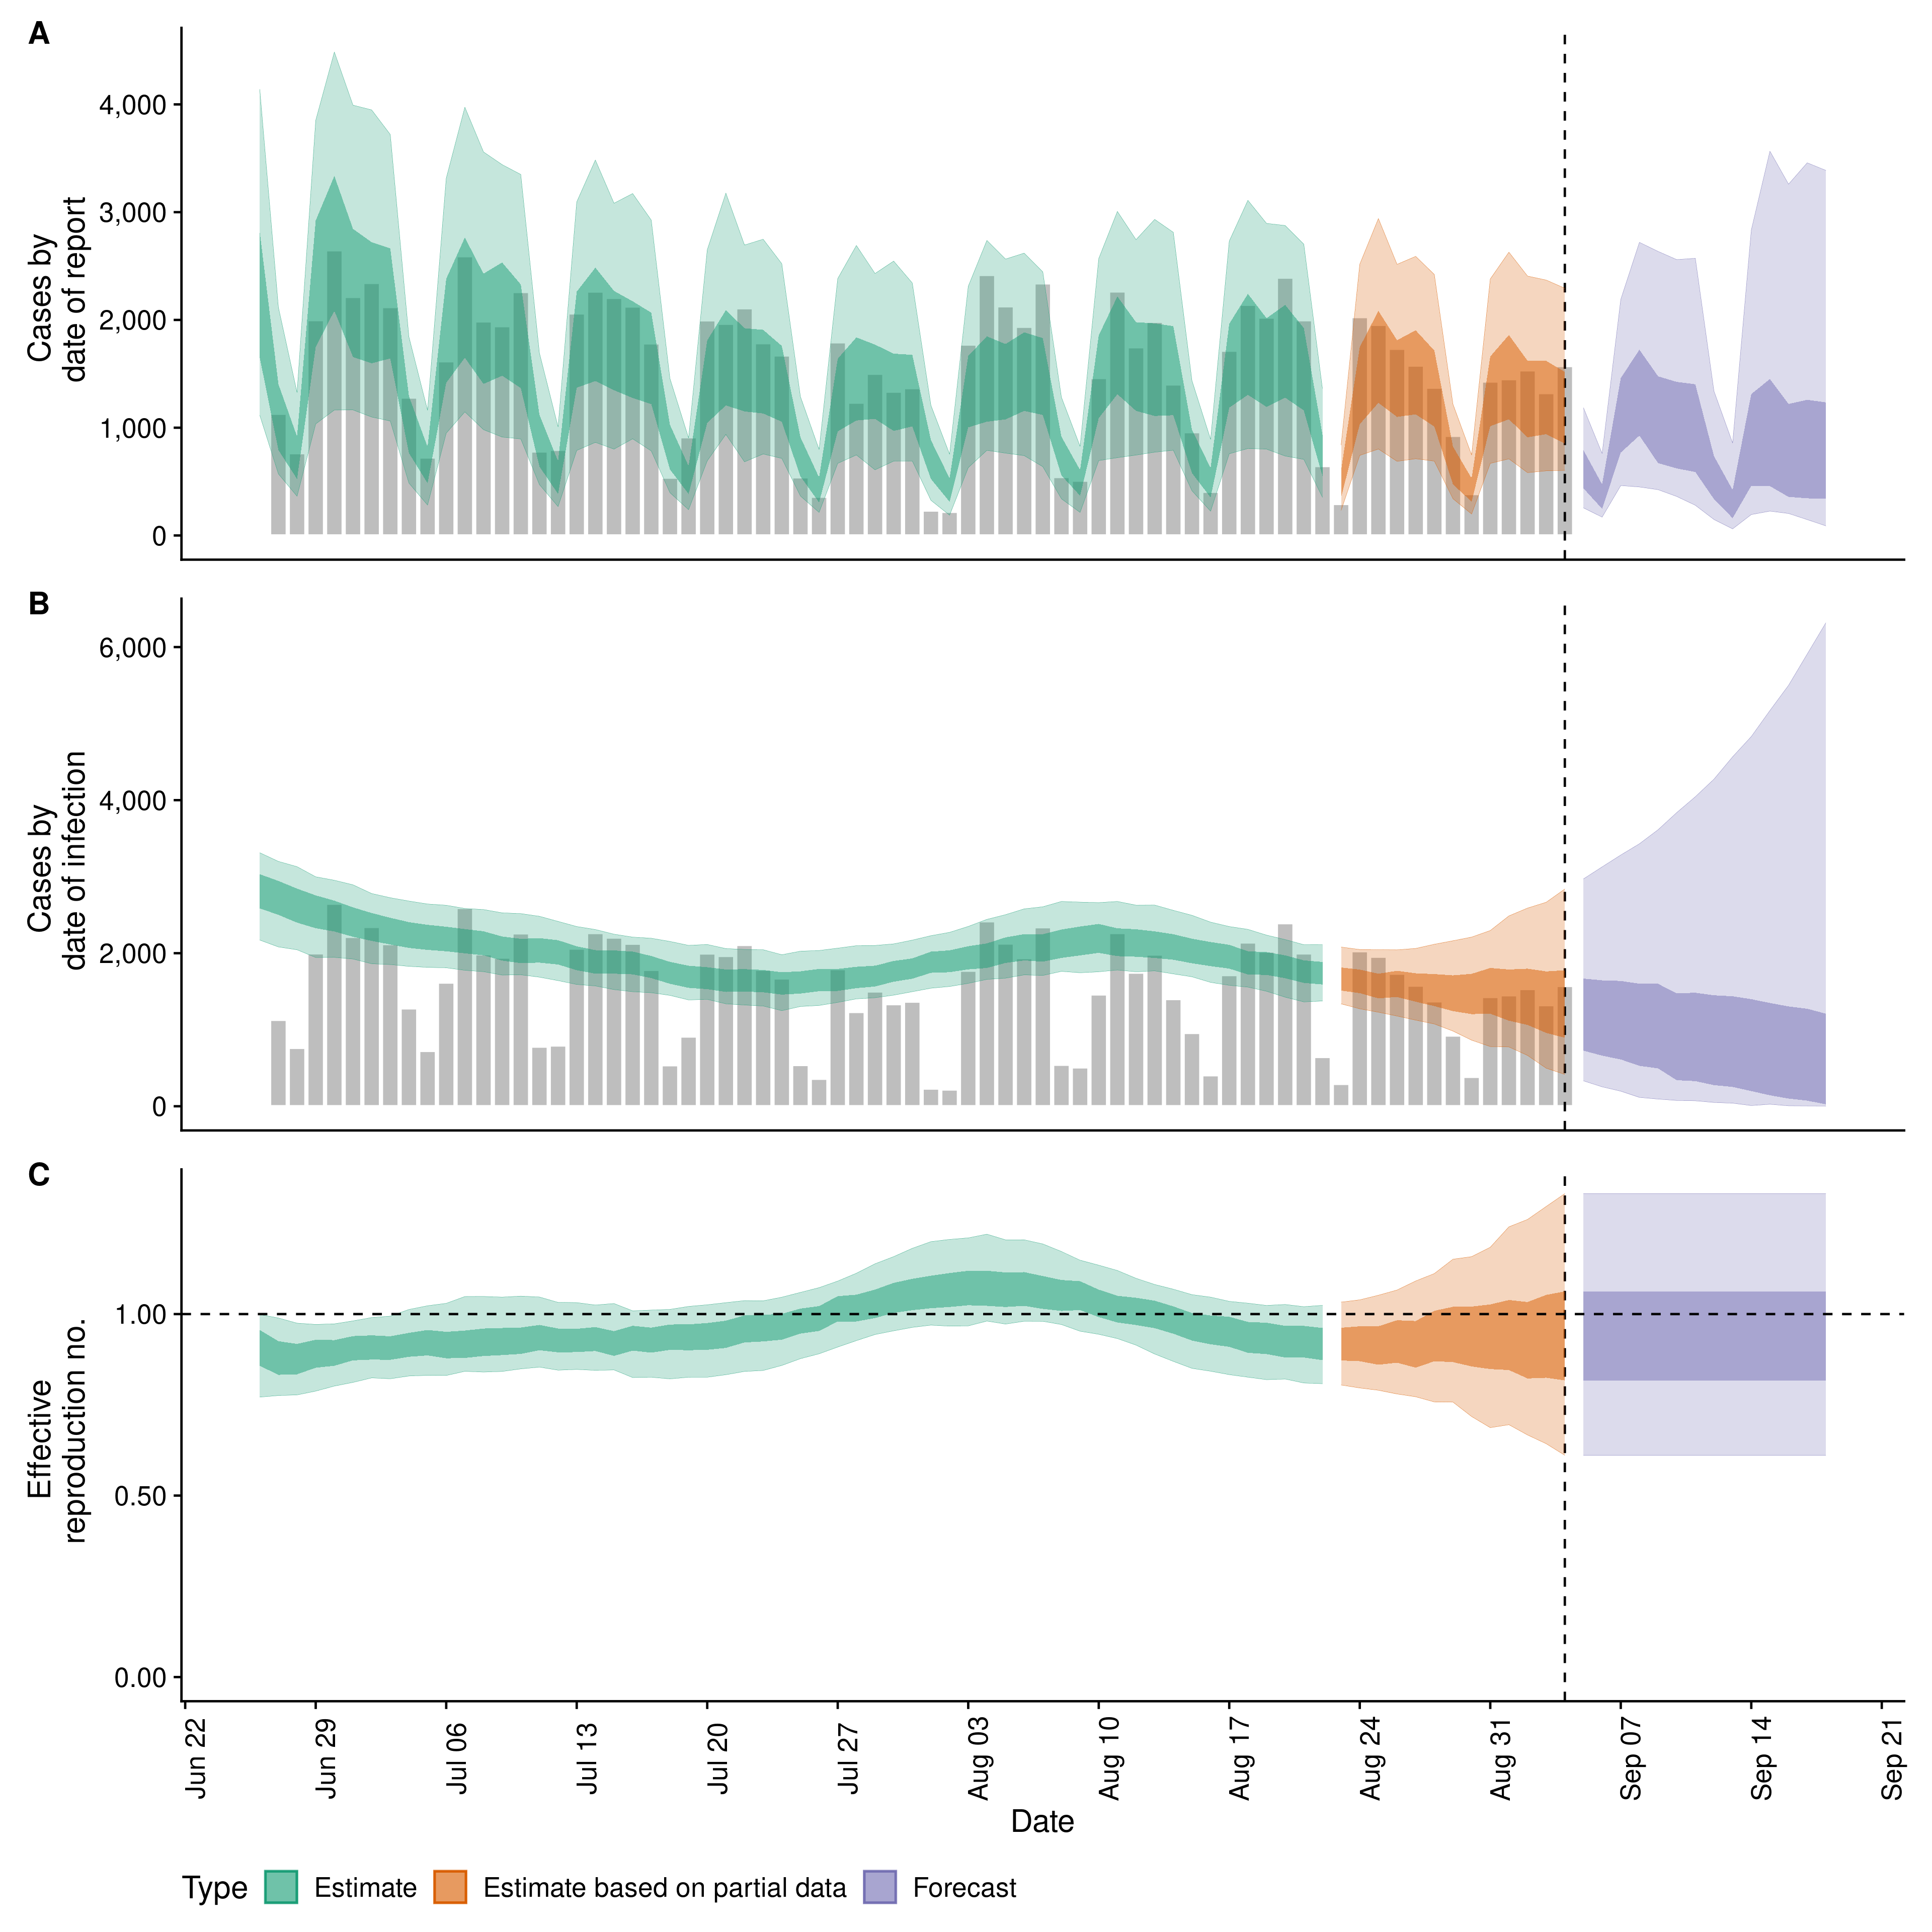 A
Cases by
date of report
4,000
3,000
2,000
1,000
0
B
Cases by
date of infection
6,000
4,000
2,000
0
C
Effective
reproduction no.
1.00
0.50
0.00
Jun 22
Jun 29
Jul 06
Jul 13
Jul 20
Jul 27
Aug 03
Aug 10
Aug 17
Aug 24
Aug 31
Sep 07
Sep 14
Sep 21
Date
Type Estimate Estimate based on partial data Forecast